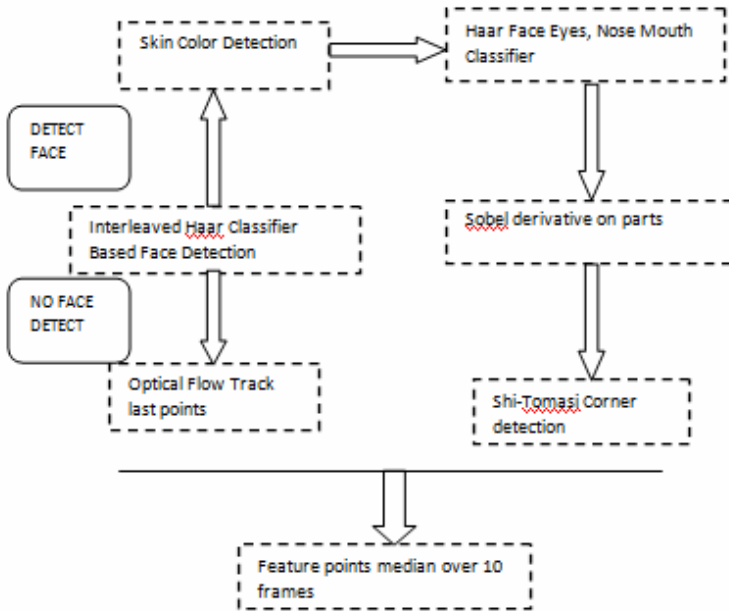 Skin Color Detection
Haar Face Eyes, Nose Mouth
Classifier
DETECT
FACE
Interleaved Haar Classifier
Based Face Detection
Sobel derivative on parts
NO FACE
DETECT
Optical Flow Track
last points
Shi-Tomasi Corner
detection
Feature points median over 10
frames